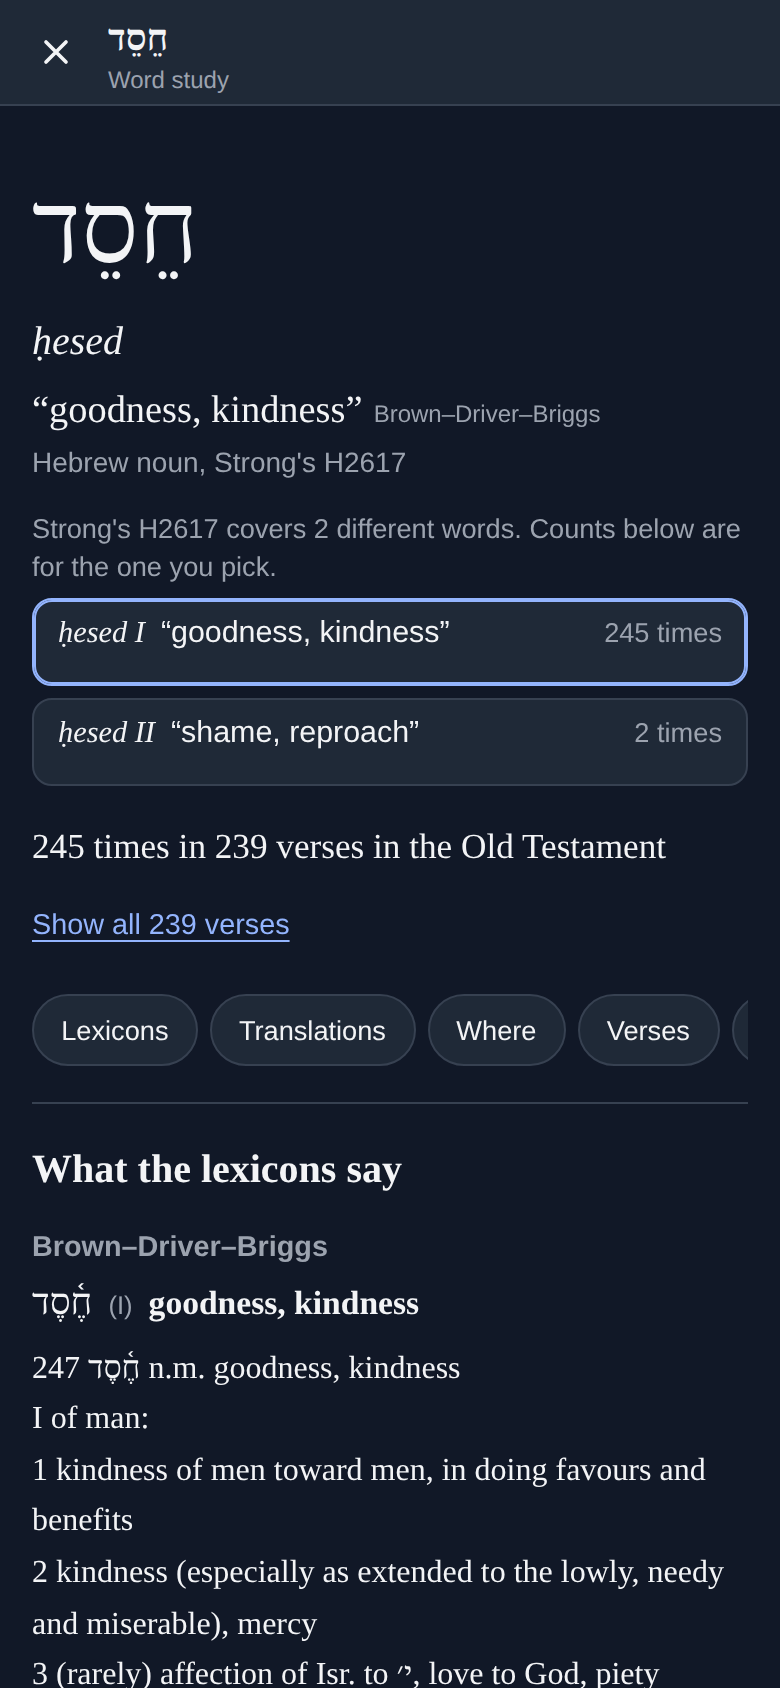 חֵסֵד
Word study
חֵסֵד
ḥesed
“goodness, kindness” Brown–Driver–Briggs
Hebrew noun, Strong's H2617
Strong's H2617 covers 2 different words. Counts below are
for the one you pick.
ḥesed I “goodness, kindness” 245 times
ḥesed II “shame, reproach” 2 times
245 times in 239 verses in the Old Testament
Show all 239 verses
Lexicons Translations Where Verses
What the lexicons say
Brown–Driver–Briggs
חֶ֫סֶד (I) goodness, kindness
247 חֶ֫סֶד n.m. goodness, kindness
I of man:
1 kindness of men toward men, in doing favours and
benefits
2 kindness (especially as extended to the lowly, needy
and miserable), mercy
3 (rarely) affection of Isr. to י׳, love to God, piety